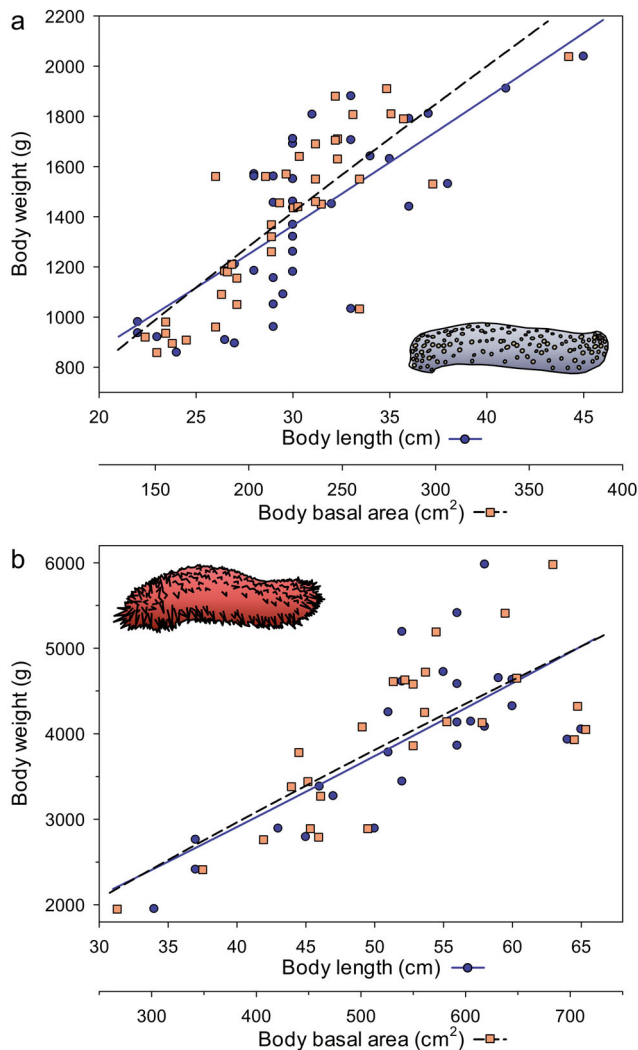 a
2200
2000
1800
1600
1400
1200
1000
800
Body weight (g)
20 25 30 35 40 45
Body length (cm)
150 200 250 300 350 400
Body basal area (cm²)
b
6000
5000
4000
3000
2000
Body weight (g)
30 35 40 45 50 55 60 65
Body length (cm)
300 400 500 600 700
Body basal area (cm²)